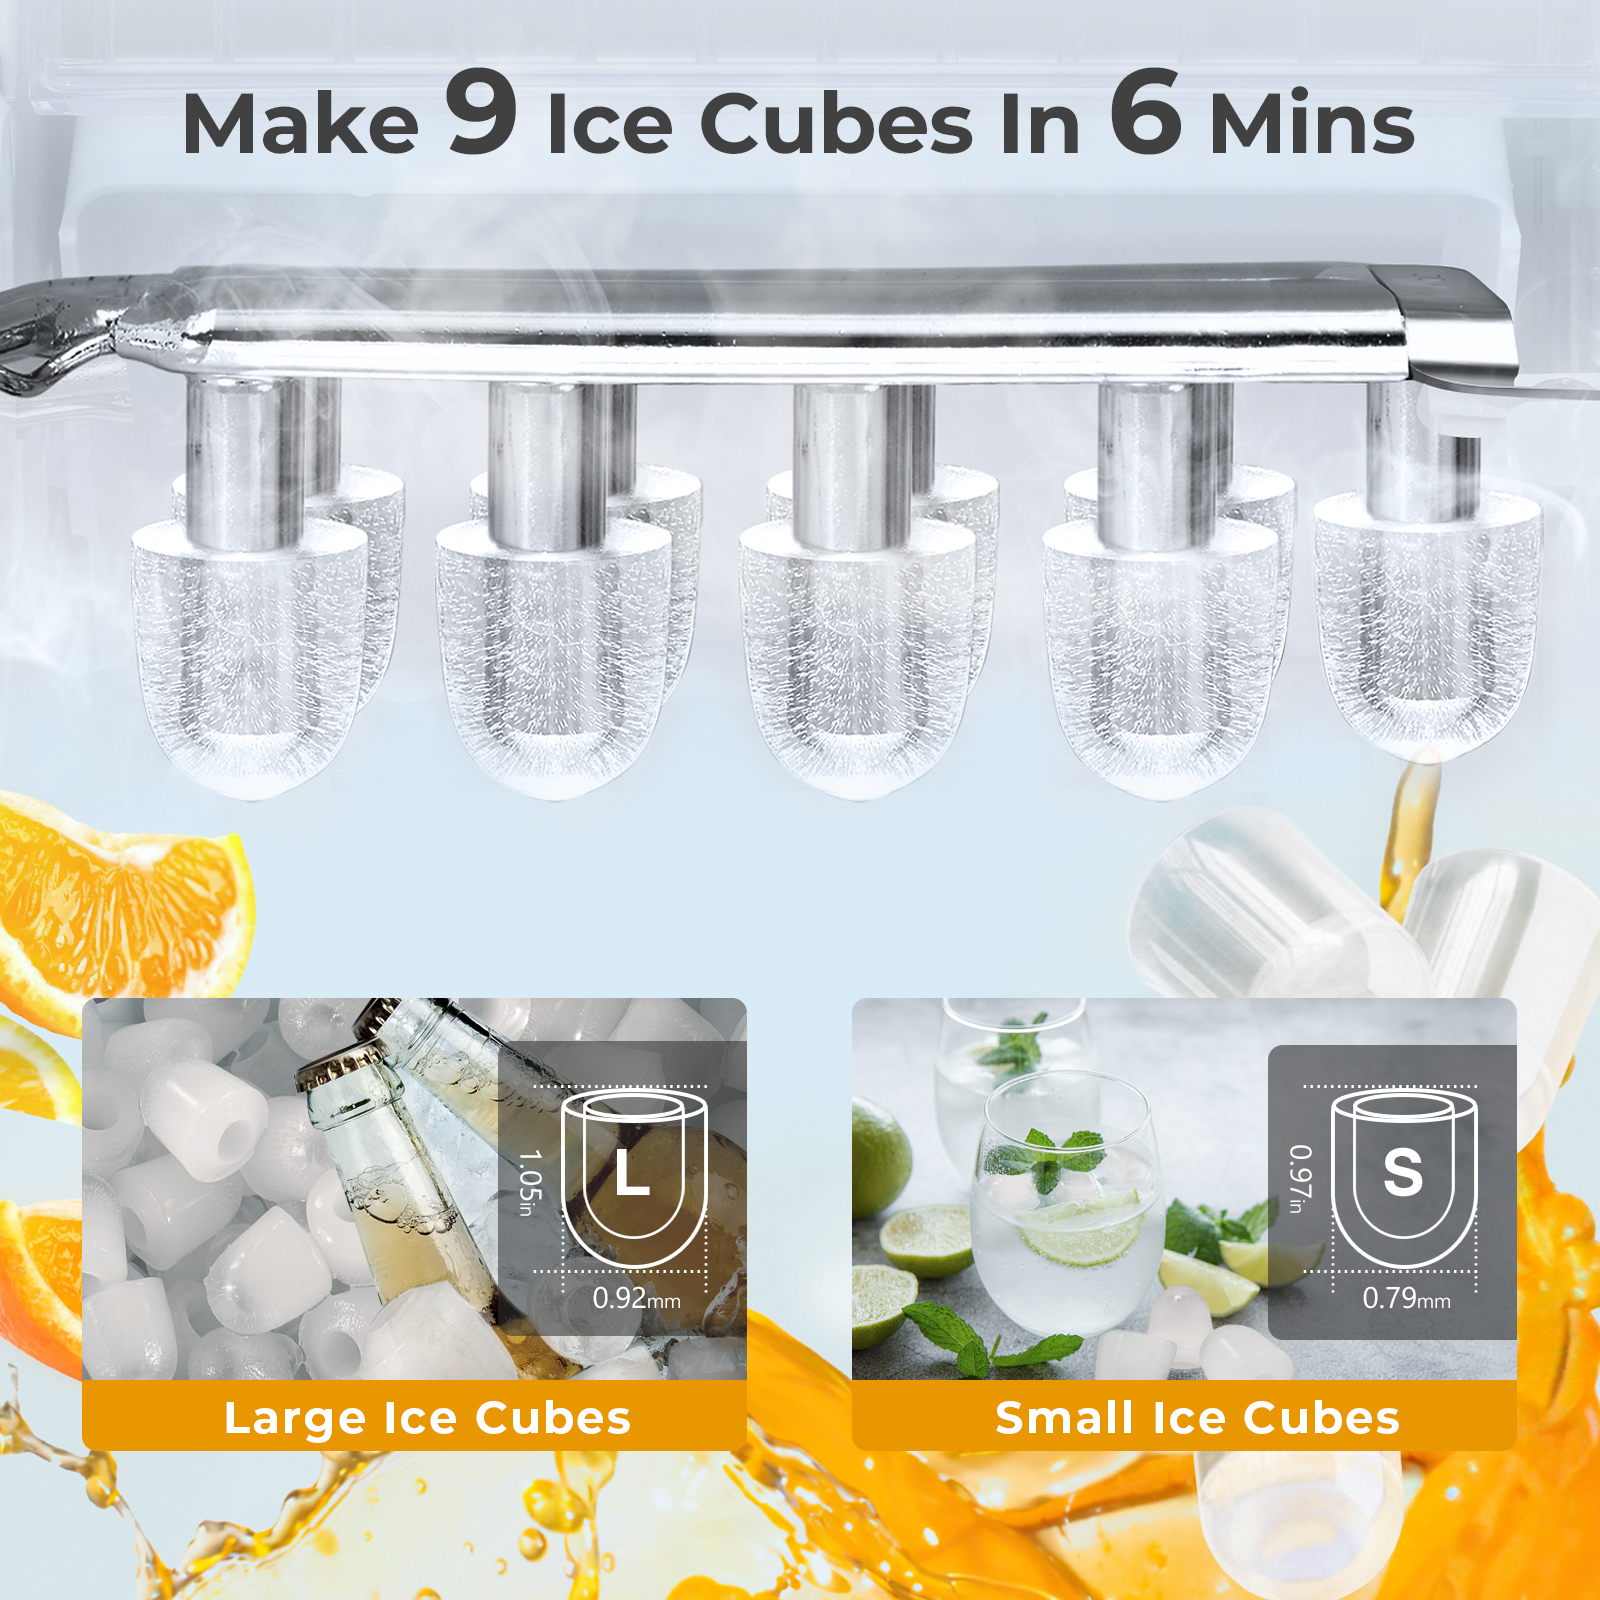 Make 9 Ice Cubes In 6 Mins
L
1.05in
0.92mm
Large Ice Cubes
S
0.97in
0.79mm
Small Ice Cubes